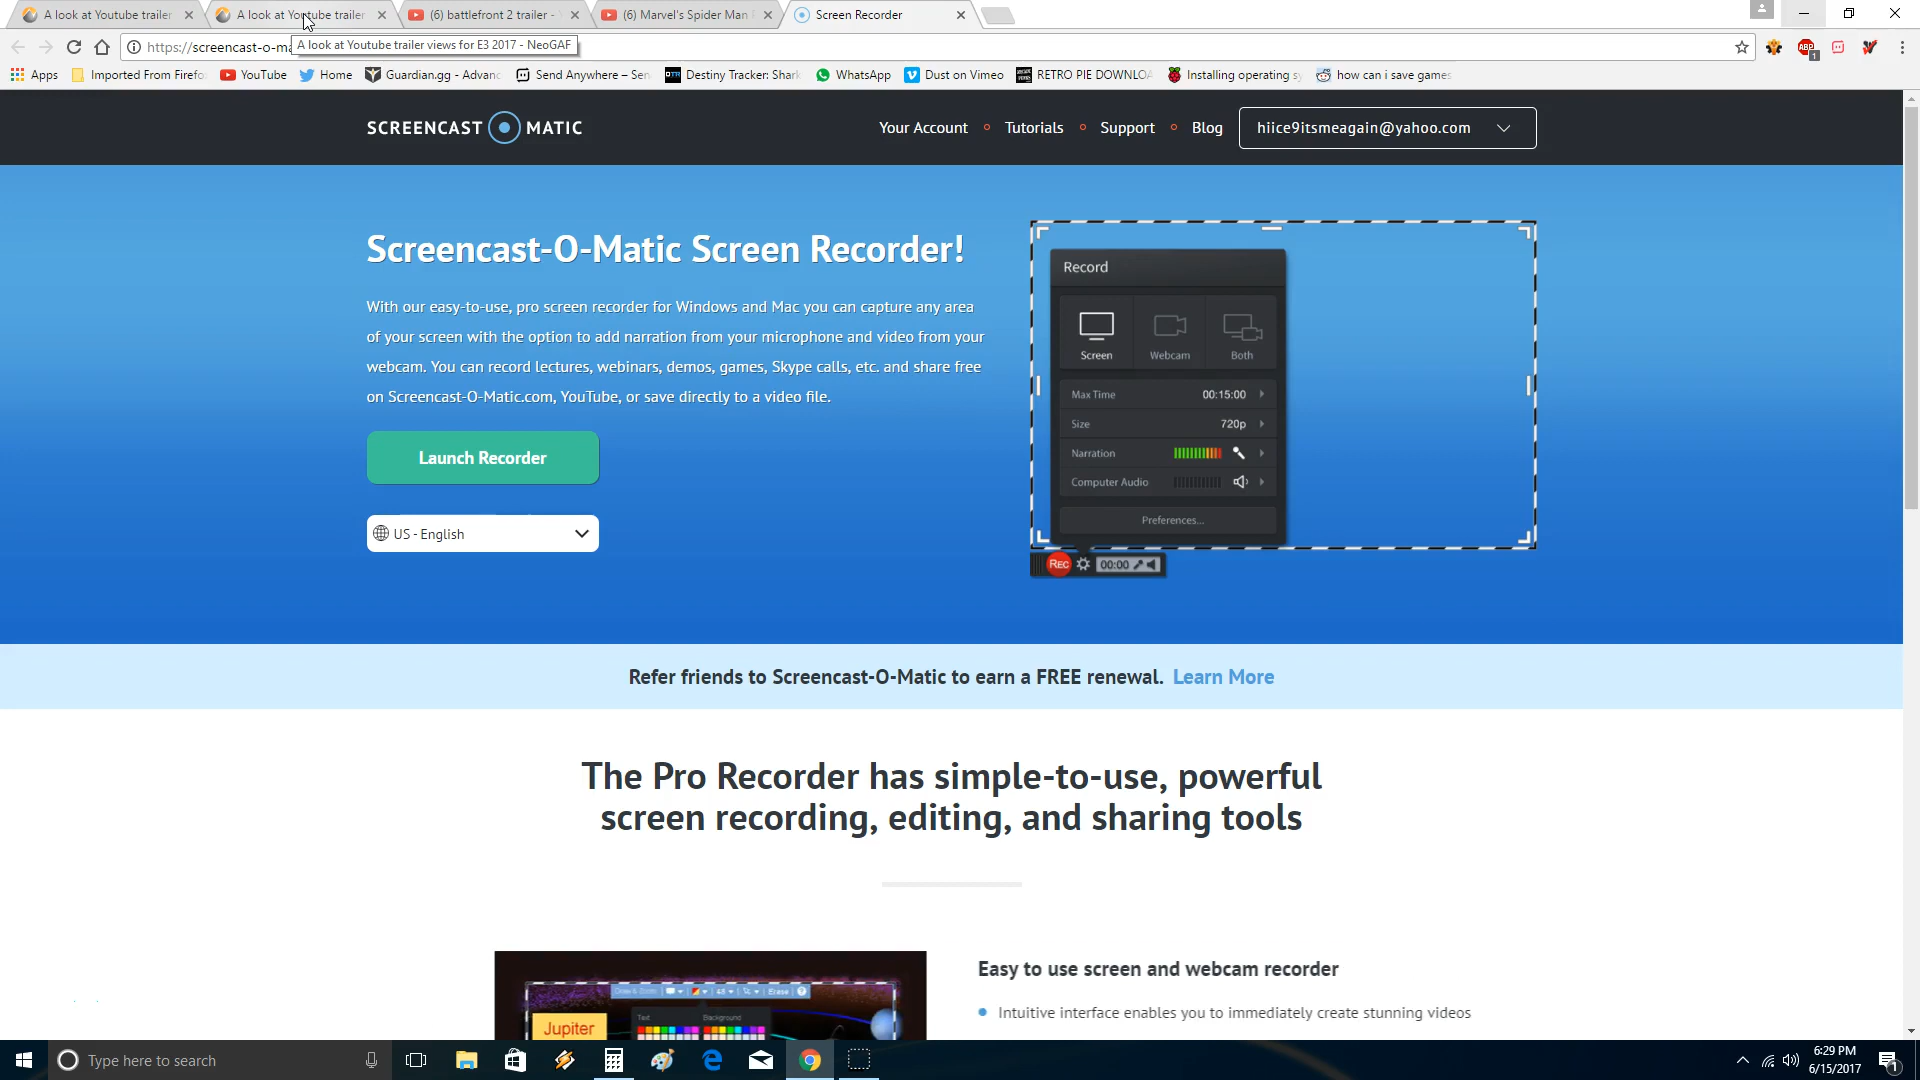 A look at Youtube trailer
A look at Youtube trailer
(6) battlefront 2 trailer -
(6) Marvel's Spider Man
Screen Recorder
https://screencast-o-ma
A look at Youtube trailer views for E3 2017 - NeoGAF
ABP
1
Apps
Imported From Firefo
YouTube
Home
Guardian.gg - Advanc
Send Anywhere – Sen
DTR
Destiny Tracker: Shark
WhatsApp
Dust on Vimeo
RETRO PIE DOWNLOA
Installing operating sy
how can i save games
SCREENCAST MATIC
Your Account
Tutorials
Support
Blog
hiice9itsmeagain@yahoo.com
Screencast-O-Matic Screen Recorder!
With our easy-to-use, pro screen recorder for Windows and Mac you can capture any area
of your screen with the option to add narration from your microphone and video from your
webcam. You can record lectures, webinars, demos, games, Skype calls, etc. and share free
on Screencast-O-Matic.com, YouTube, or save directly to a video file.
Launch Recorder
US - English
Record
Screen
Webcam
Both
Max Time 00:15:00
Size 720p
Narration
Computer Audio
Preferences...
Rec
00:00
Refer friends to Screencast-O-Matic to earn a FREE renewal. Learn More
The Pro Recorder has simple-to-use, powerful
screen recording, editing, and sharing tools
Draw & Zoom
48
Erase
Text
Background
Jupiter
Easy to use screen and webcam recorder
Intuitive interface enables you to immediately create stunning videos
Type here to search
6:29 PM
6/15/2017
1